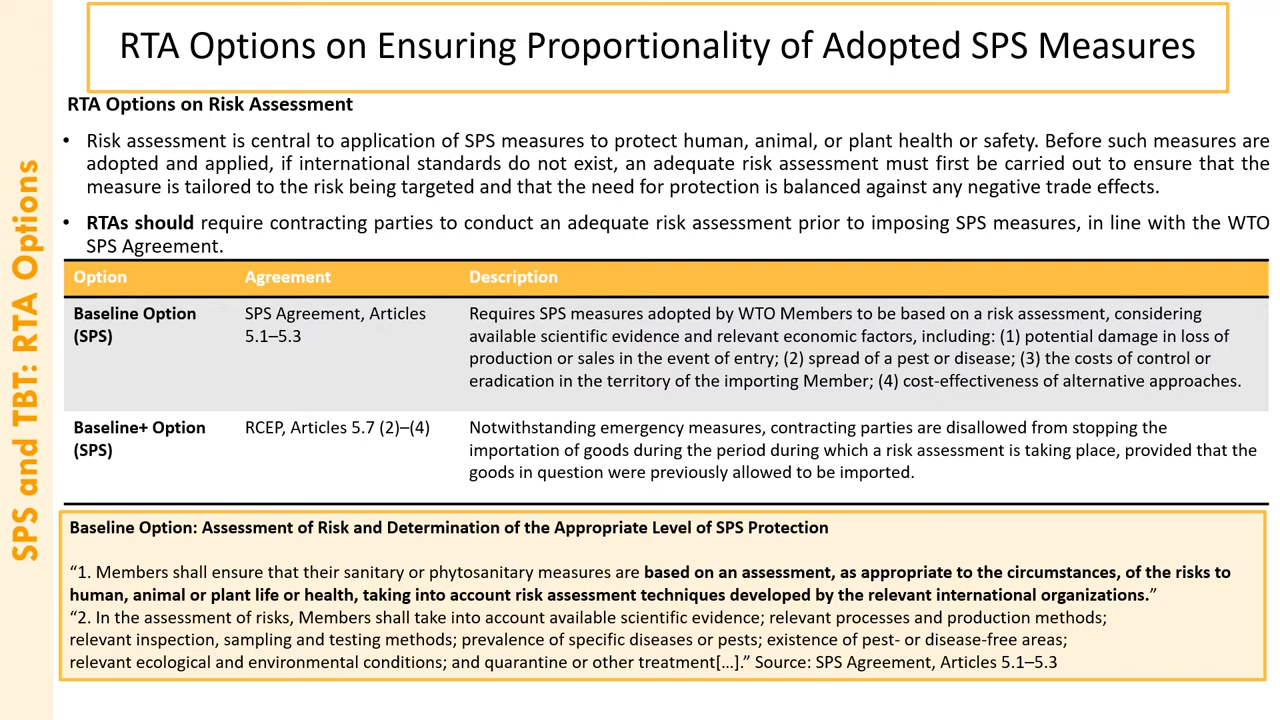 RTA Options on Ensuring Proportionality of Adopted SPS Measures
SPS and TBT: RTA Options
RTA Options on Risk Assessment
• Risk assessment is central to application of SPS measures to protect human, animal, or plant health or safety. Before such measures are
adopted and applied, if international standards do not exist, an adequate risk assessment must first be carried out to ensure that the
measure is tailored to the risk being targeted and that the need for protection is balanced against any negative trade effects.
• RTAs should require contracting parties to conduct an adequate risk assessment prior to imposing SPS measures, in line with the WTO
SPS Agreement.
Option Agreement Description
Baseline Option SPS Agreement, Articles Requires SPS measures adopted by WTO Members to be based on a risk assessment, considering
(SPS) 5.1–5.3 available scientific evidence and relevant economic factors, including: (1) potential damage in loss of
production or sales in the event of entry; (2) spread of a pest or disease; (3) the costs of control or
eradication in the territory of the importing Member; (4) cost-effectiveness of alternative approaches.
Baseline+ Option RCEP, Articles 5.7 (2)–(4) Notwithstanding emergency measures, contracting parties are disallowed from stopping the
(SPS) importation of goods during the period during which a risk assessment is taking place, provided that the
goods in question were previously allowed to be imported.
Baseline Option: Assessment of Risk and Determination of the Appropriate Level of SPS Protection
“1. Members shall ensure that their sanitary or phytosanitary measures are based on an assessment, as appropriate to the circumstances, of the risks to
human, animal or plant life or health, taking into account risk assessment techniques developed by the relevant international organizations.”
“2. In the assessment of risks, Members shall take into account available scientific evidence; relevant processes and production methods;
relevant inspection, sampling and testing methods; prevalence of specific diseases or pests; existence of pest- or disease-free areas;
relevant ecological and environmental conditions; and quarantine or other treatment[…].” Source: SPS Agreement, Articles 5.1–5.3